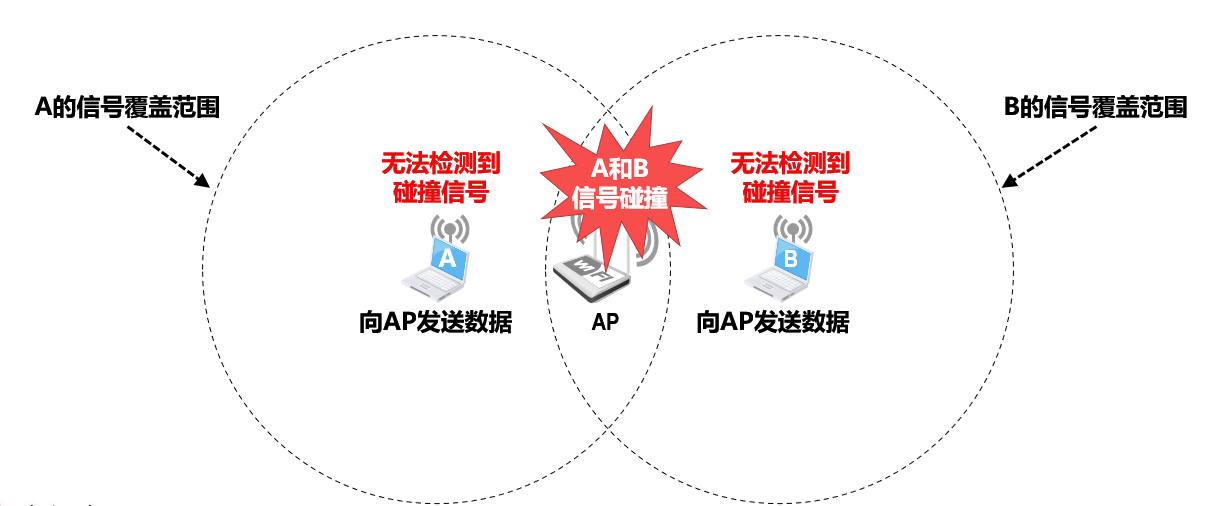 A的信号覆盖范围
B的信号覆盖范围
无法检测到
碰撞信号
A和B
信号碰撞
无法检测到
碰撞信号
A
WiFi
B
向AP发送数据
AP
向AP发送数据